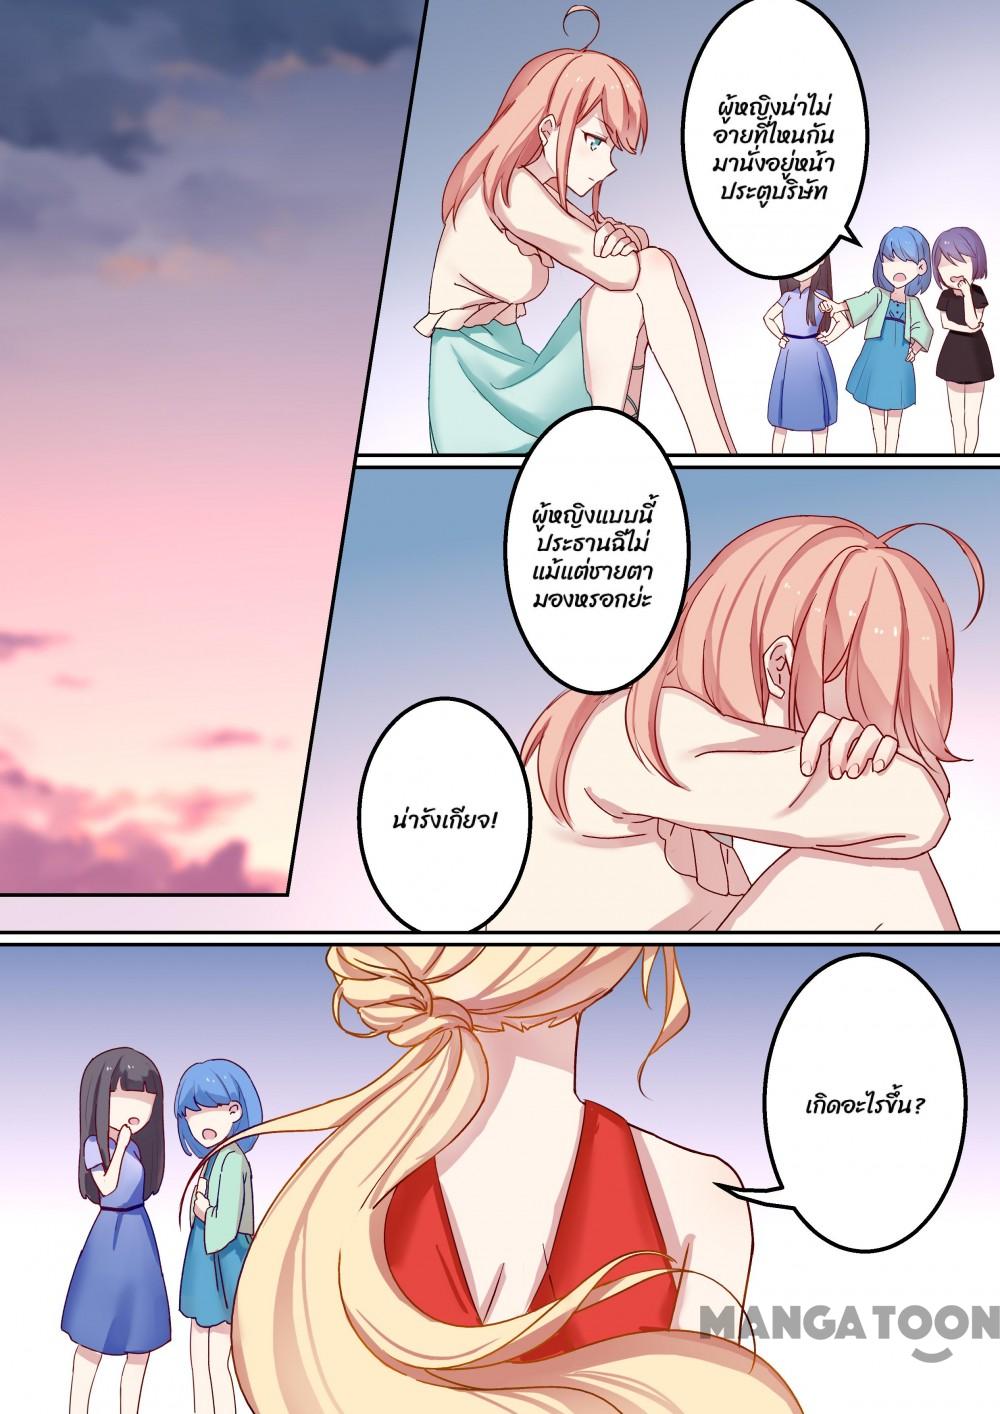 ผู้หญิงน่าไม่
อายที่ไหนกัน
มานั่งอยู่หน้า
ประตูบริษัท
ผู้หญิงแบบนี้
ประธานฉีไม่
แม้แต่ชายตา
มองหรอกย่ะ
น่ารังเกียจ!
เกิดอะไรขึ้น?
MANGATOON